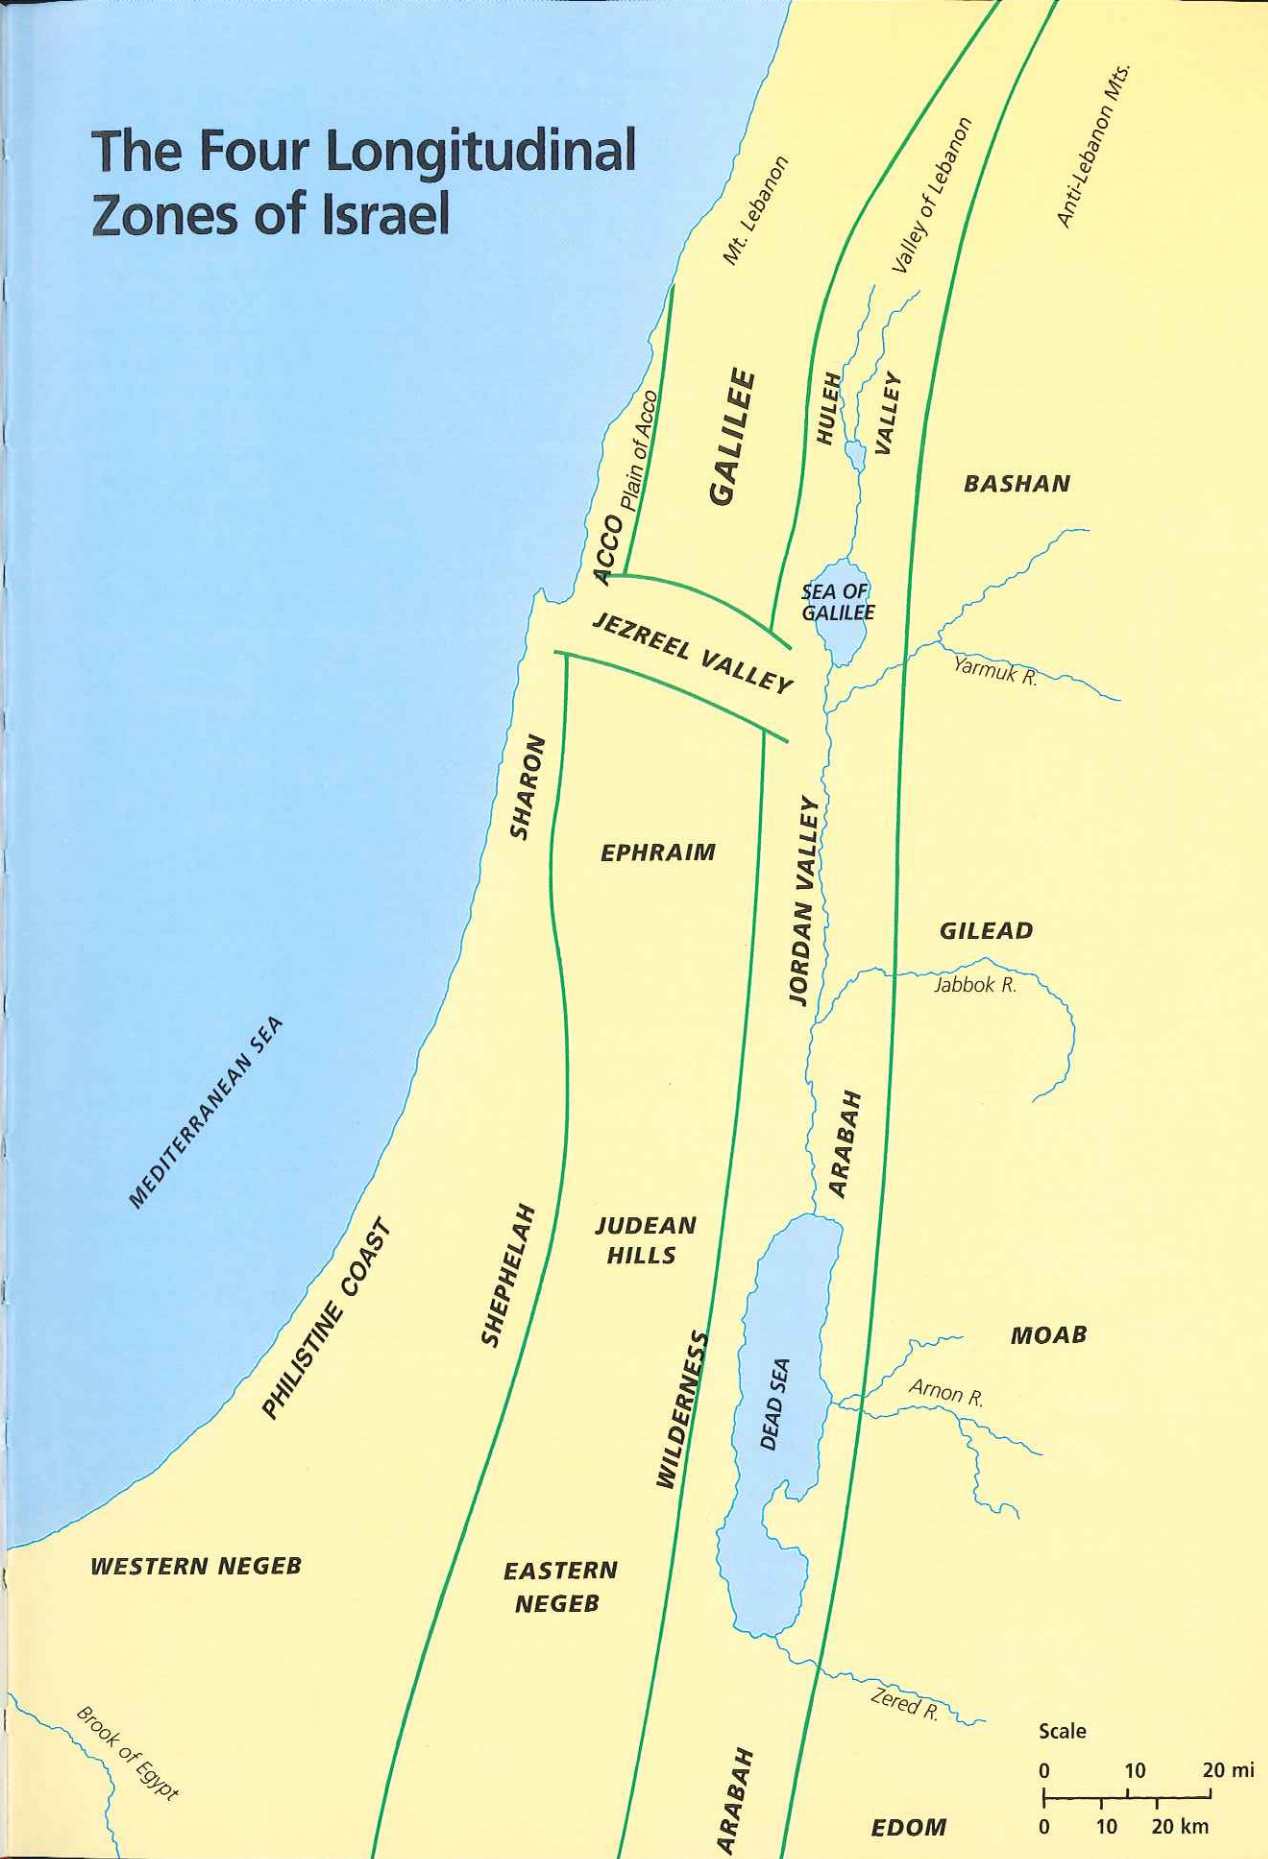 The Four Longitudinal
Zones of Israel
Mt. Lebanon
Valley of Lebanon
Anti-Lebanon Mts.
ACCO
Plain of Acco
GALILEE
HULEH
VALLEY
BASHAN
SEA OF
GALILEE
JEZREEL VALLEY
Yarmuk R.
SHARON
EPHRAIM
JORDAN VALLEY
GILEAD
Jabbok R.
MEDITERRANEAN SEA
ARABAH
PHILISTINE COAST
SHEPHELAH
JUDEAN
HILLS
WILDERNESS
DEAD SEA
MOAB
Arnon R.
WESTERN NEGEB
EASTERN
NEGEB
Brook of Egypt
Zered R.
ARABAH
EDOM
Scale
0 10 20 mi
0 10 20 km